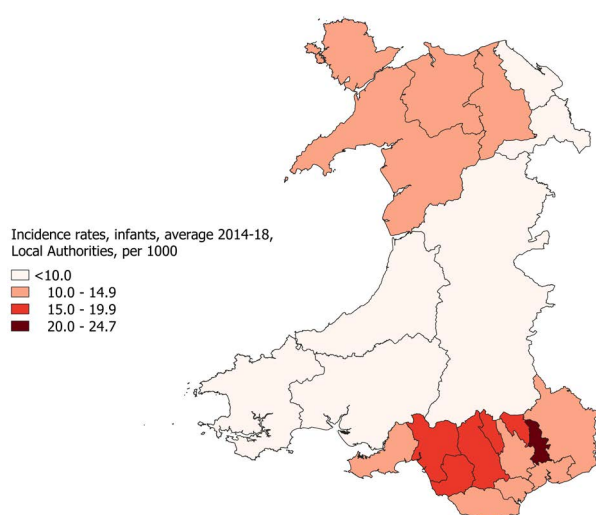 Incidence rates, infants, average 2014-18,
Local Authorities, per 1000
<10.0
10.0 - 14.9
15.0 - 19.9
20.0 - 24.7